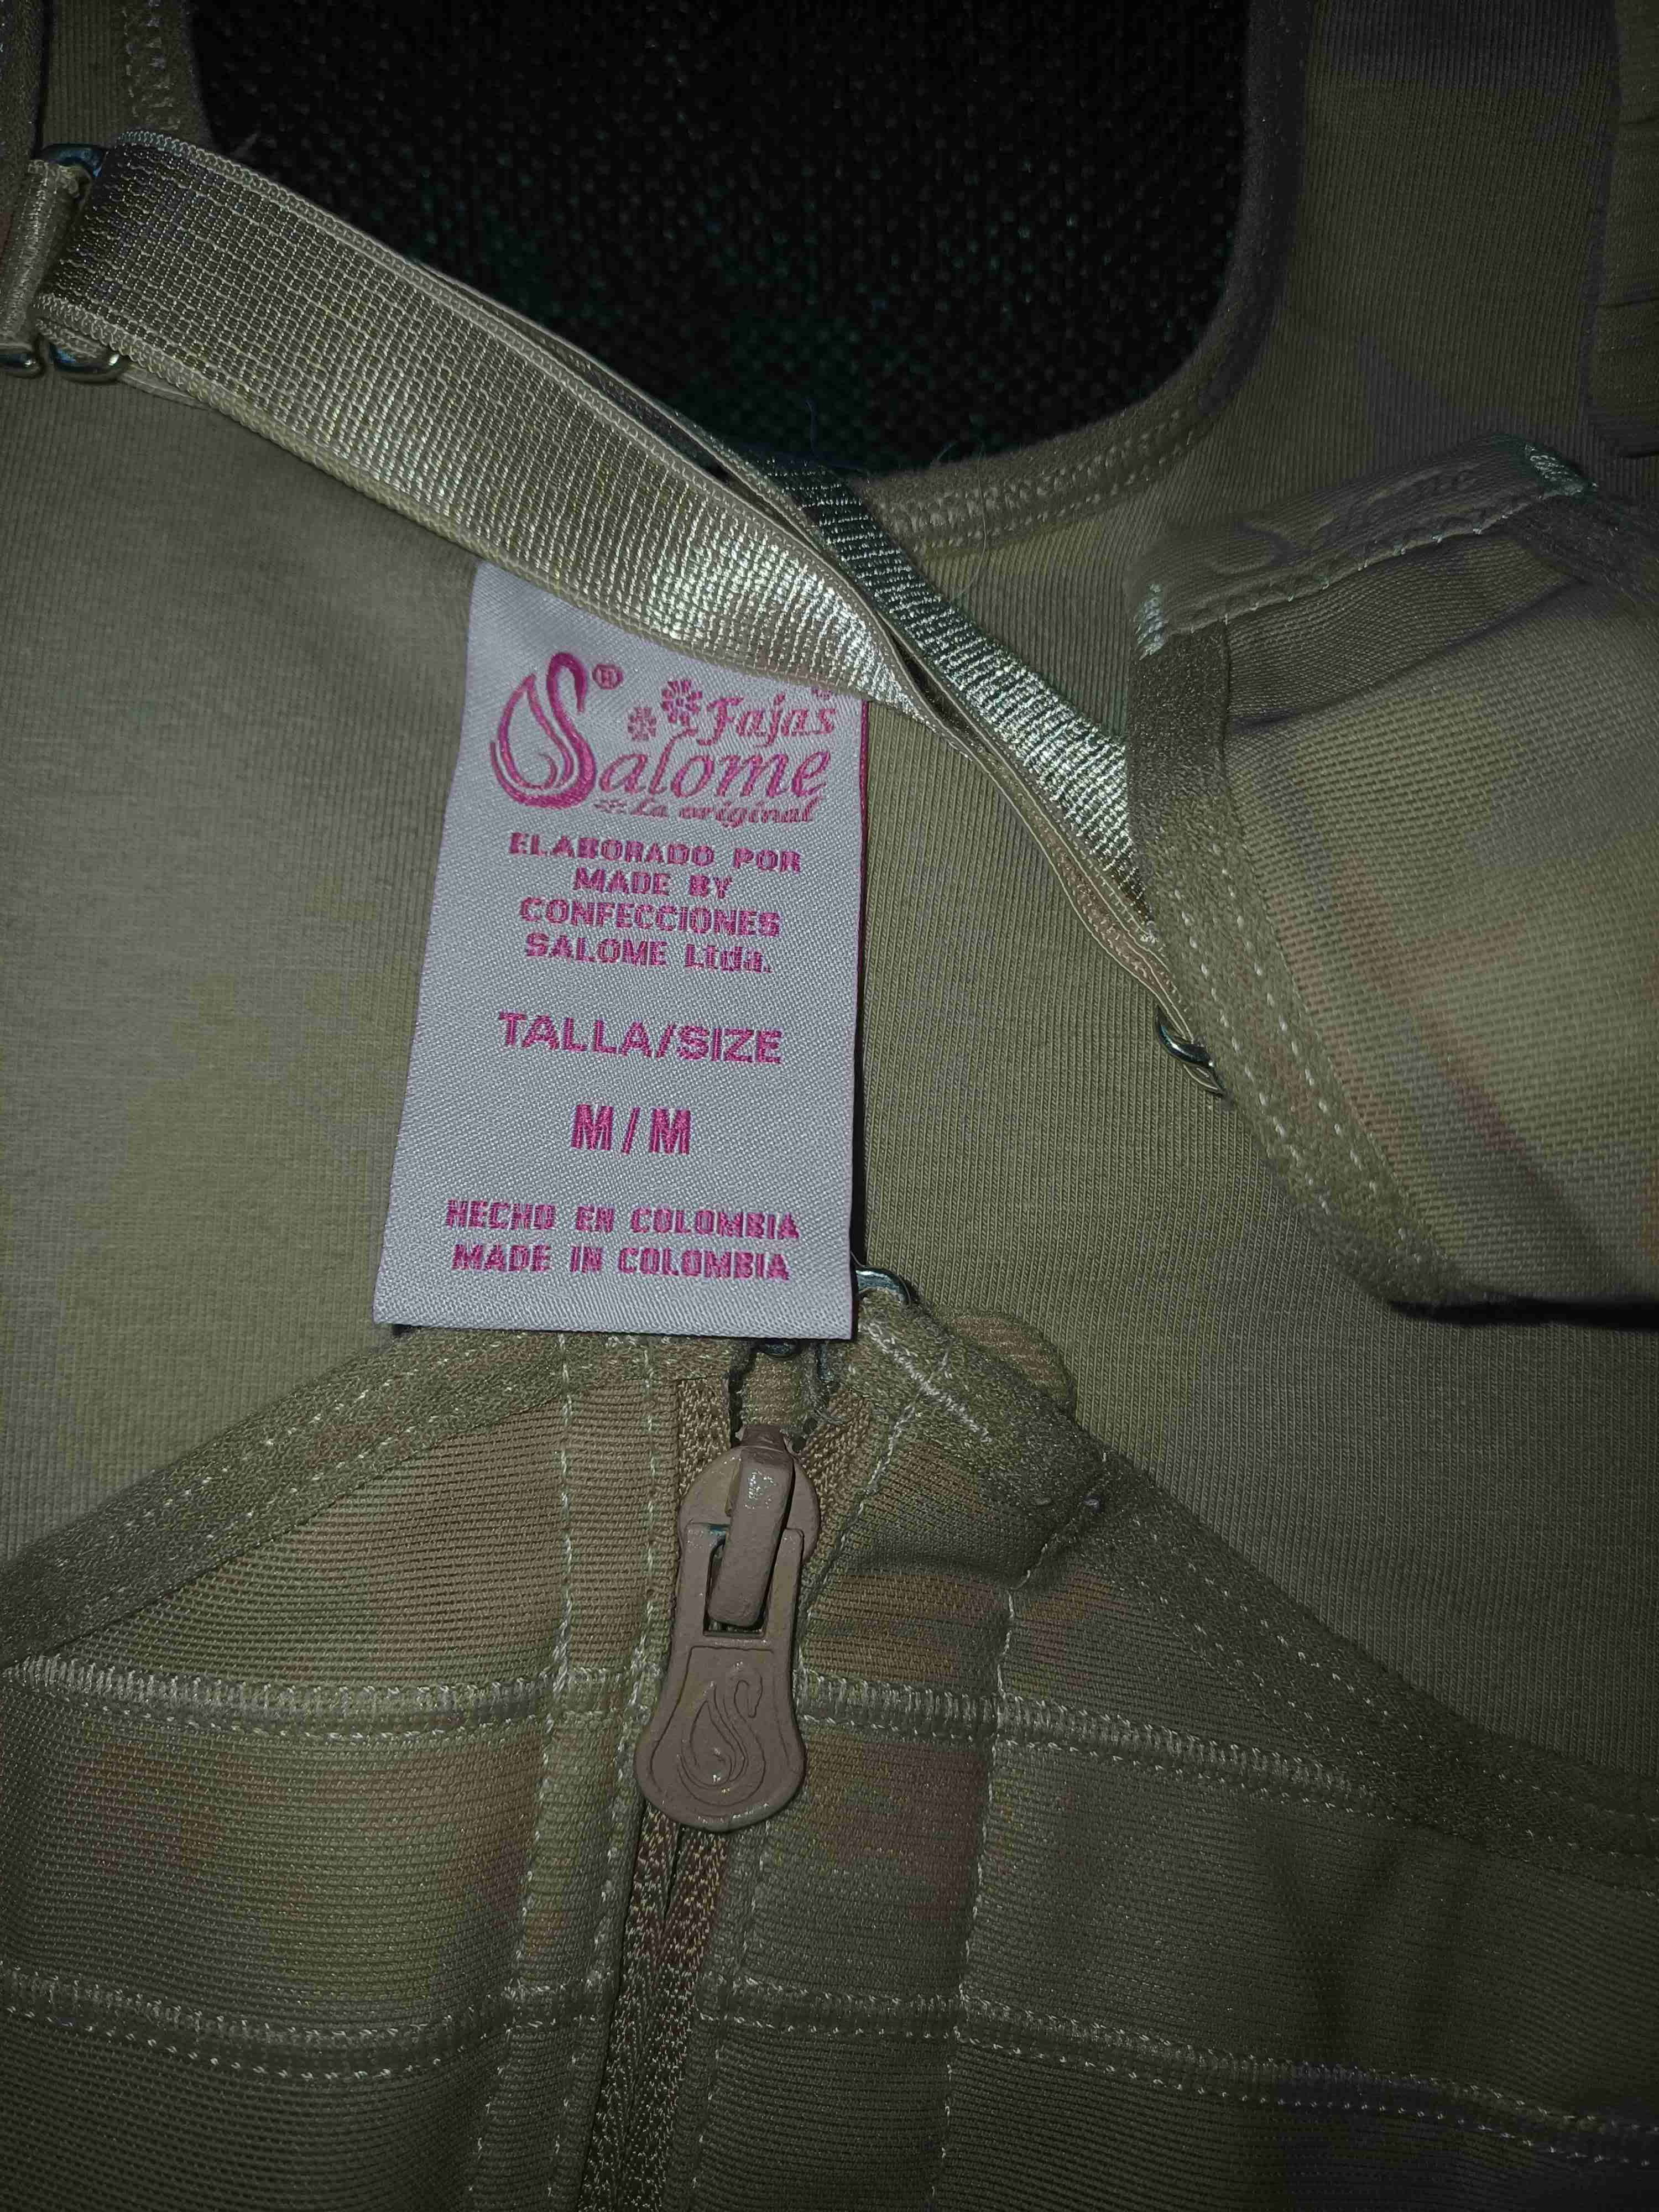 ® Fajas
Salome
La original
ELABORADO POR
MADE BY
CONFECCIONES
SALOME Ltda.
TALLA/SIZE
M / M
HECHO EN COLOMBIA
MADE IN COLOMBIA
Salome